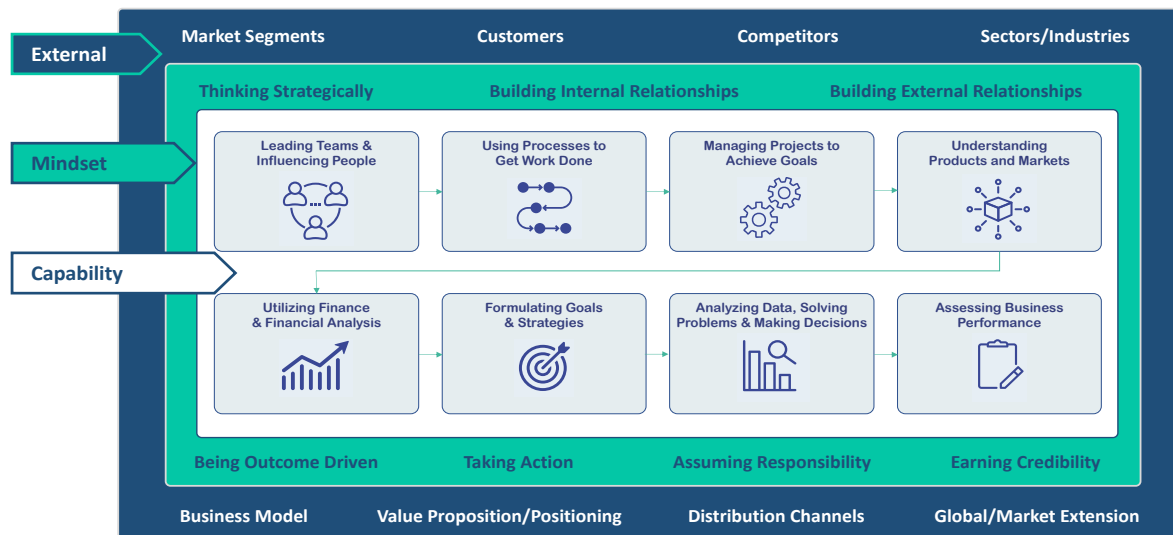 Market Segments
Customers
Competitors
Sectors/Industries
External
Thinking Strategically
Building Internal Relationships
Building External Relationships
Mindset
Leading Teams &
Influencing People
Using Processes to
Get Work Done
Managing Projects to
Achieve Goals
Understanding
Products and Markets
Capability
Utilizing Finance
& Financial Analysis
Formulating Goals
& Strategies
Analyzing Data, Solving
Problems & Making Decisions
Assessing Business
Performance
Being Outcome Driven
Taking Action
Assuming Responsibility
Earning Credibility
Business Model
Value Proposition/Positioning
Distribution Channels
Global/Market Extension